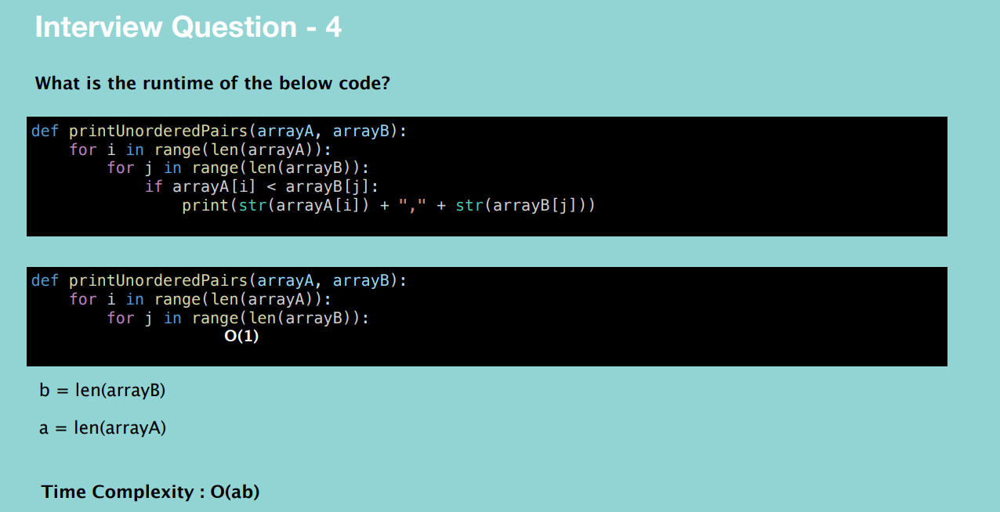 Interview Question - 4
What is the runtime of the below code?
def printUnorderedPairs(arrayA, arrayB):
    for i in range(len(arrayA)):
        for j in range(len(arrayB)):
            if arrayA[i] < arrayB[j]:
                print(str(arrayA[i]) + "," + str(arrayB[j]))
def printUnorderedPairs(arrayA, arrayB):
    for i in range(len(arrayA)):
        for j in range(len(arrayB)):
O(1)
b = len(arrayB)
a = len(arrayA)
Time Complexity : O(ab)